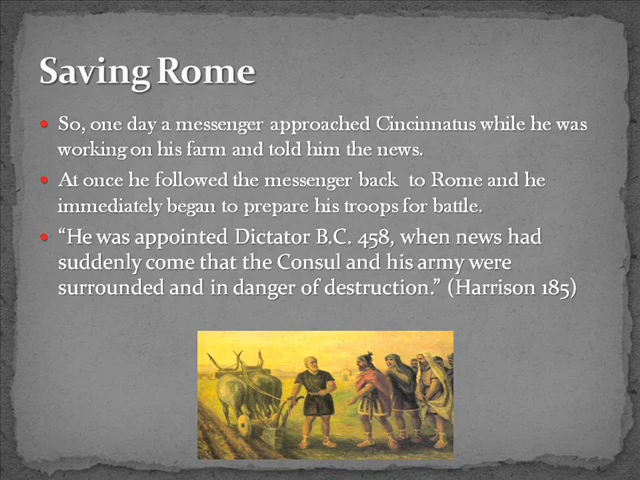 Saving Rome
• So, one day a messenger approached Cincinnatus while he was
working on his farm and told him the news.
• At once he followed the messenger back to Rome and he
immediately began to prepare his troops for battle.
• “He was appointed Dictator B.C. 458, when news had
suddenly come that the Consul and his army were
surrounded and in danger of destruction.” (Harrison 185)